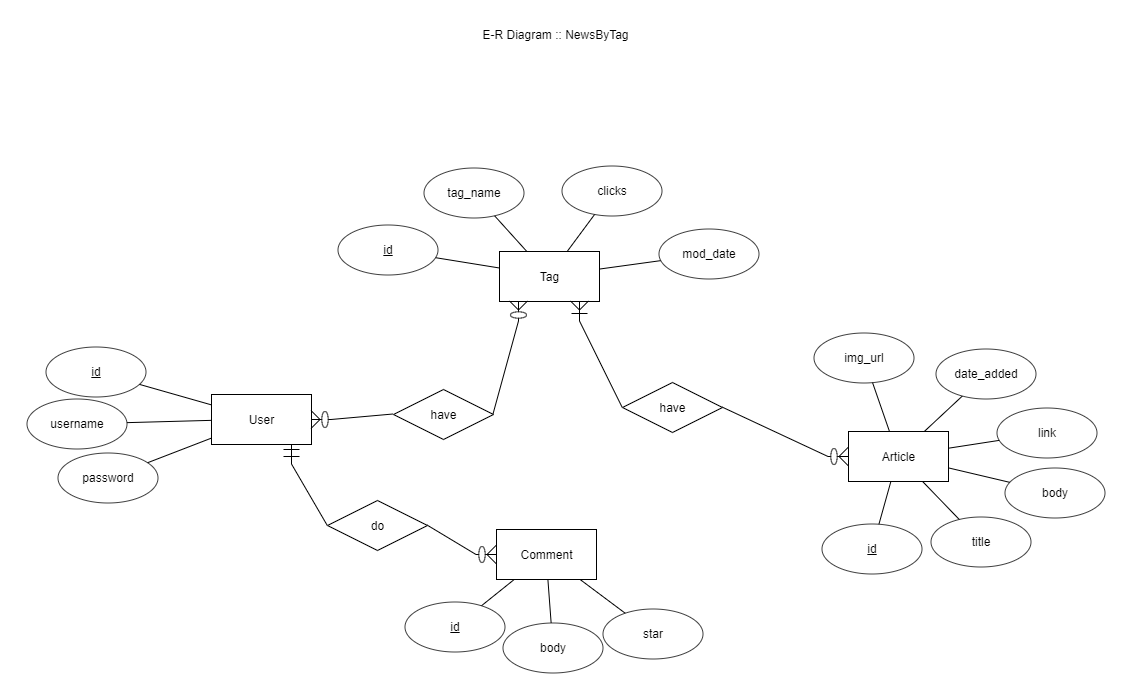 E-R Diagram :: NewsByTag
tag_name
clicks
id
mod_date
Tag
img_url
date_added
id
username
password
User
have
have
link
Article
body
id
title
do
Comment
id
body
star